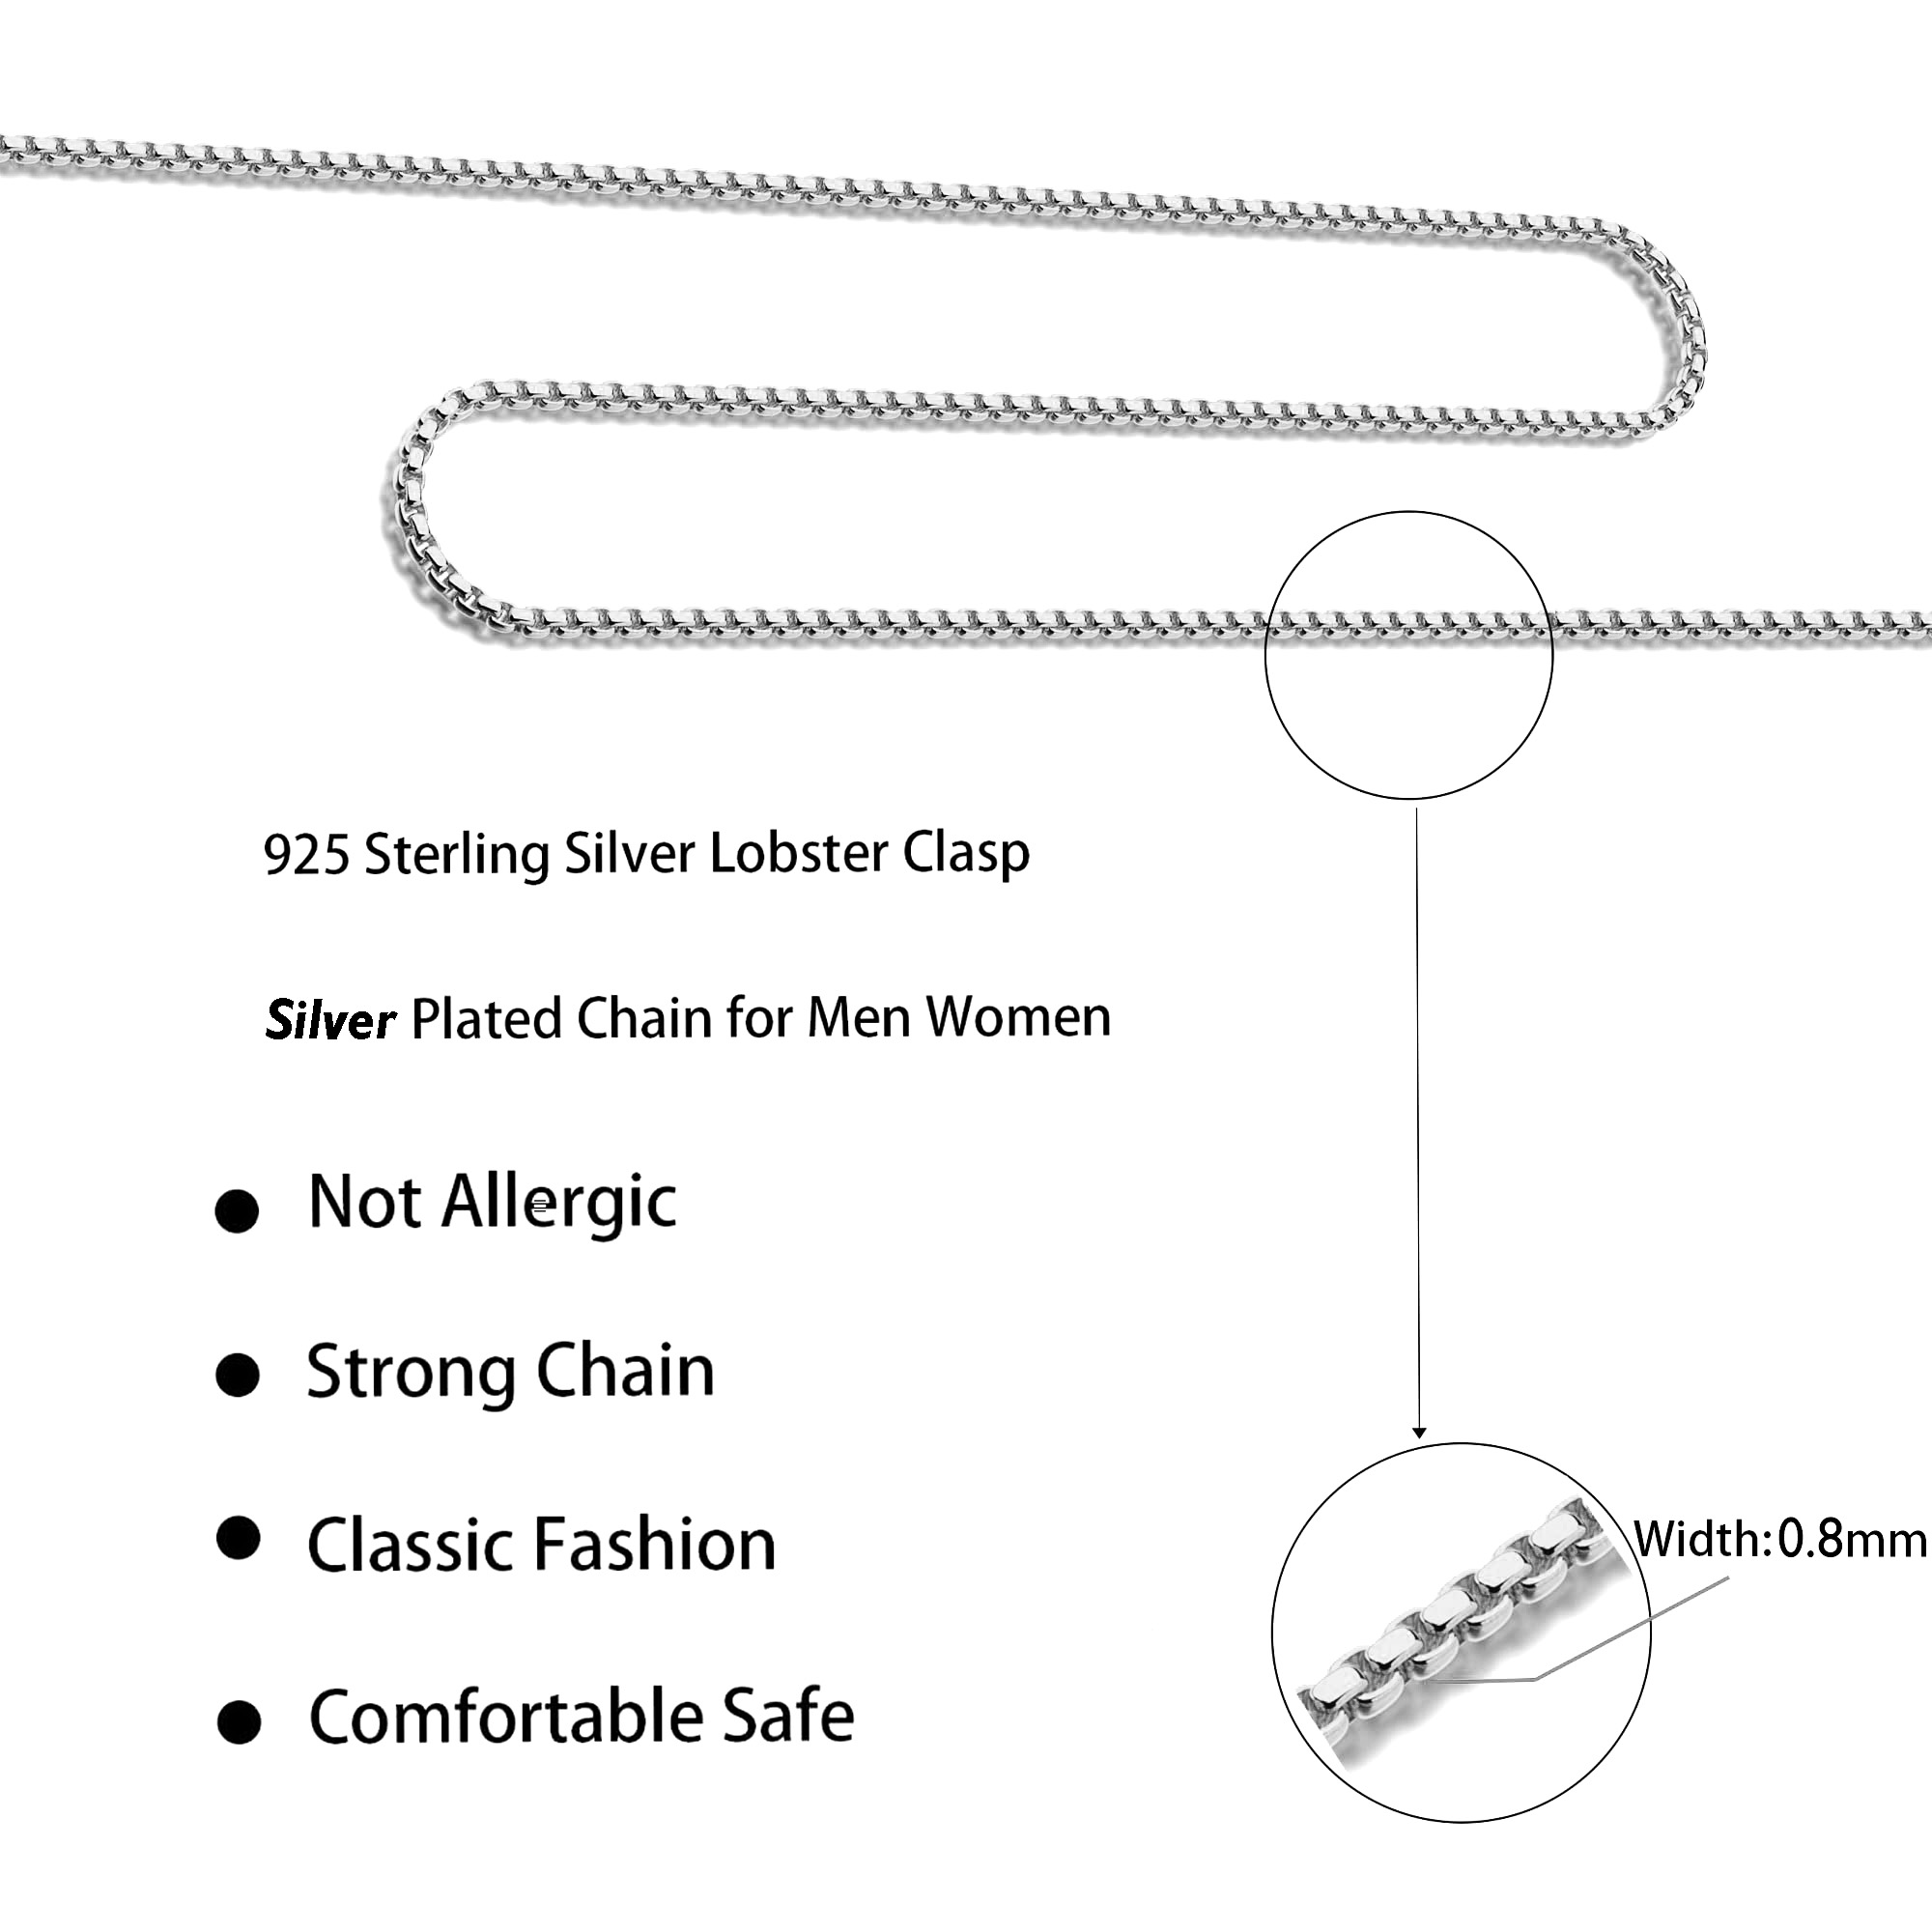 925 Sterling Silver Lobster Clasp
Silver Plated Chain for Men Women
Not Allergic
Strong Chain
Classic Fashion
Comfortable Safe
Width:0.8mm